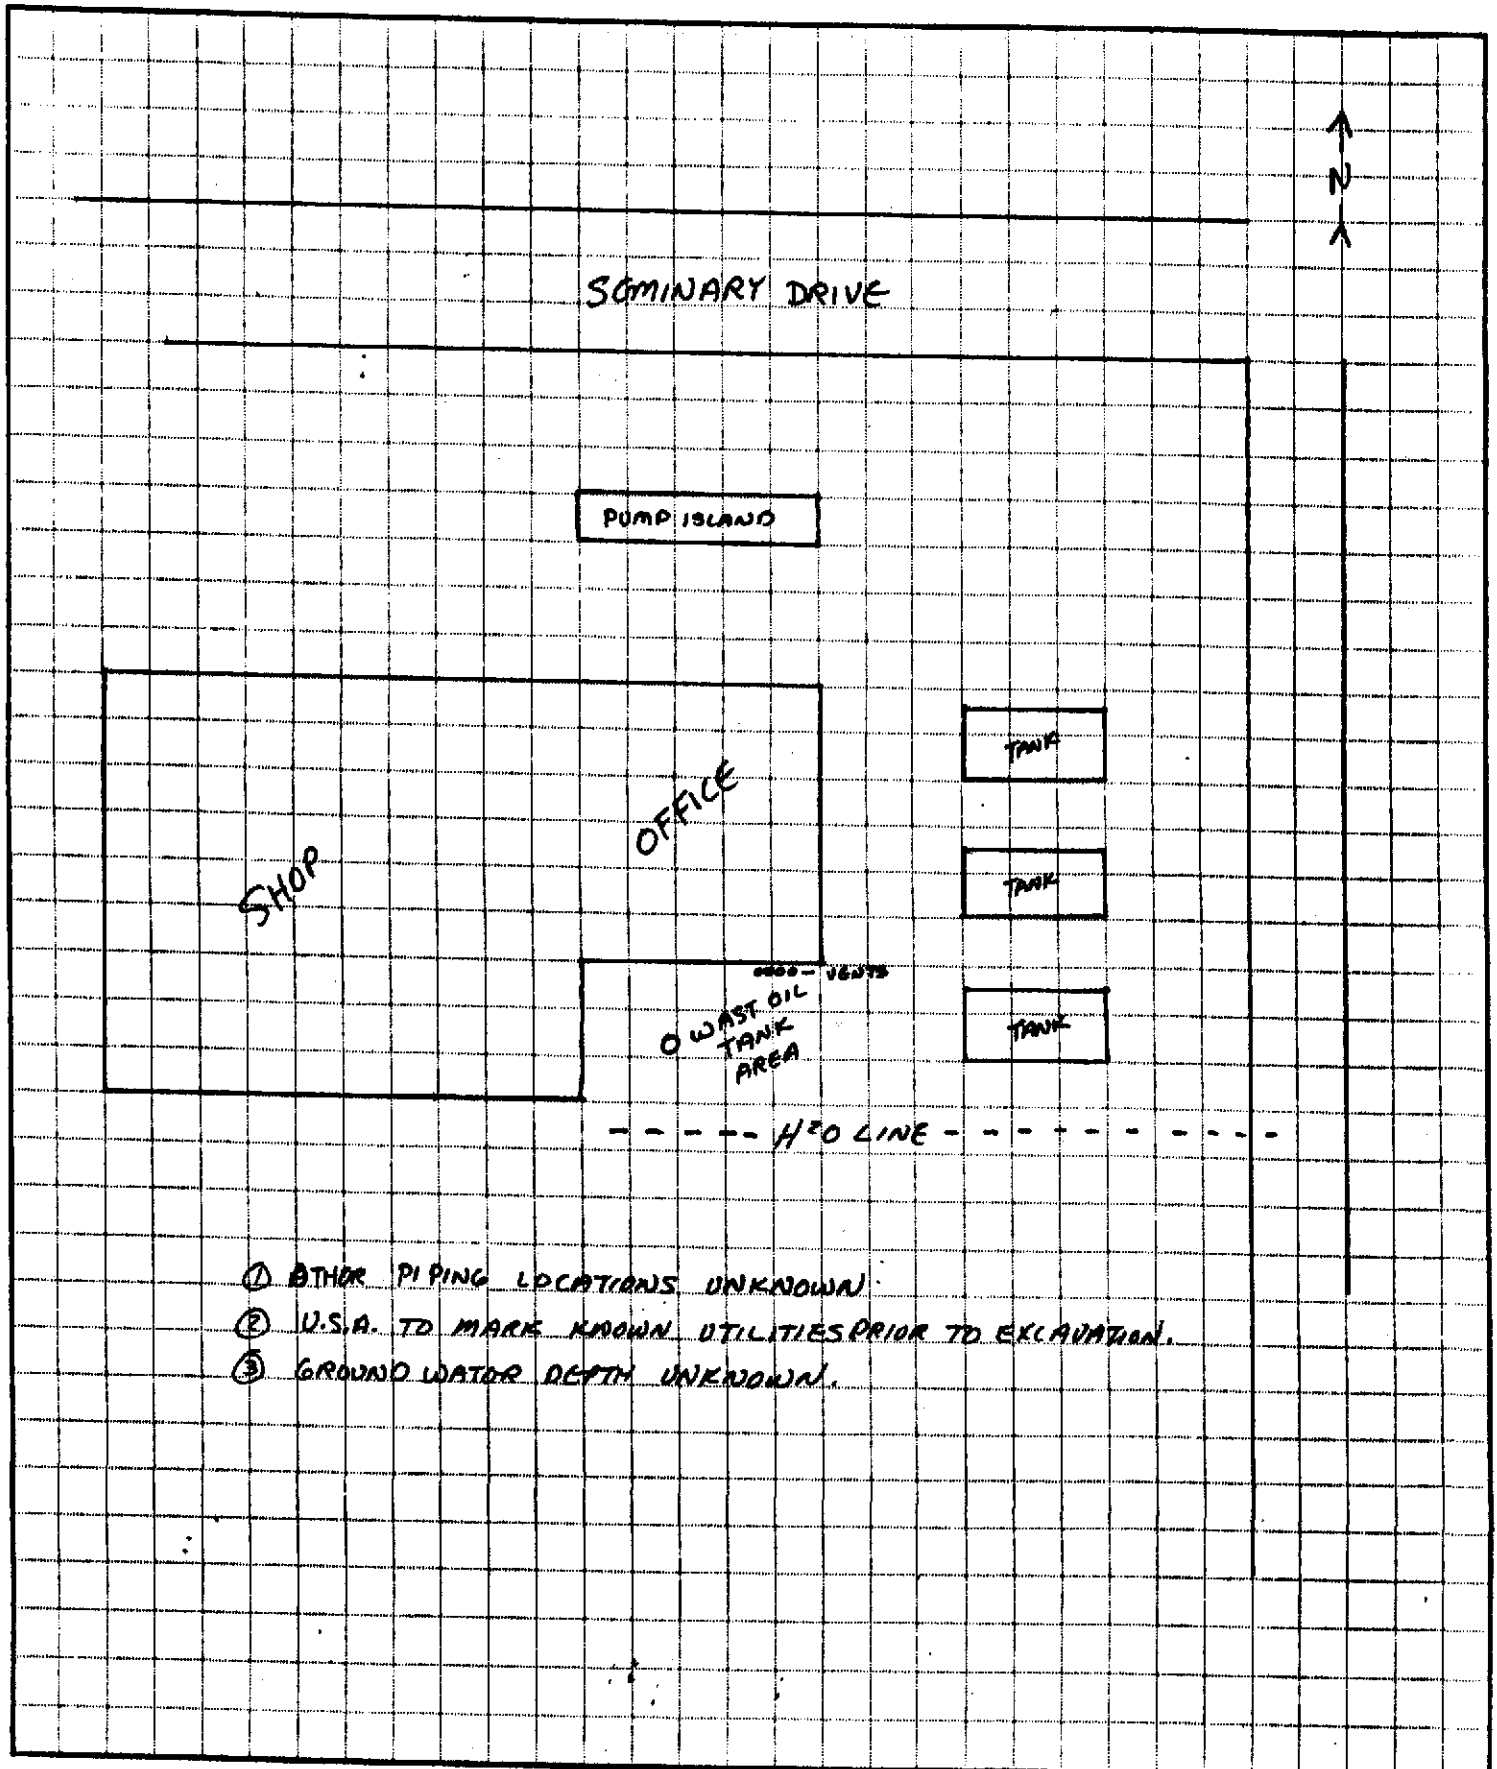 N
SEMINARY DRIVE
PUMP ISLAND
TANK
OFFICE
SHOP
TANK
0000 - VENTS
O WAST OIL
TANK
AREA
TANK
H²O LINE
① OTHER PIPING LOCATIONS UNKNOWN.
② U.S.A. TO MARK KNOWN UTILITIES PRIOR TO EXCAVATION.
③ GROUND WATER DEPTH UNKNOWN.